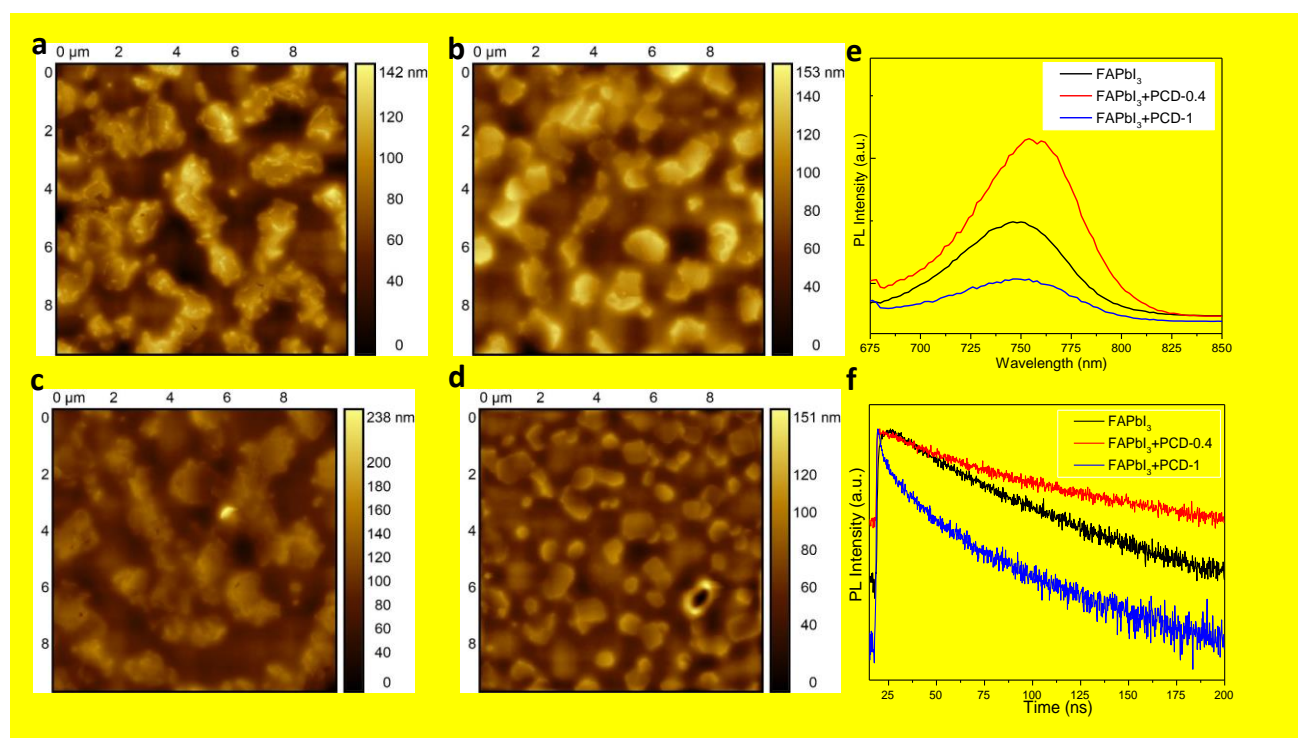 a
0 µm 2 4 6 8
0
2
4
6
8
142 nm
120
100
80
60
40
0
b
0 µm 2 4 6 8
0
2
4
6
8
153 nm
140
120
100
80
60
40
0
c
0 µm 2 4 6 8
0
2
4
6
8
238 nm
200
180
160
140
120
100
80
60
40
0
d
0 µm 2 4 6 8
0
2
4
6
8
151 nm
120
100
80
60
40
0
e
FAPbI₃
FAPbI₃+PCD-0.4
FAPbI₃+PCD-1
PL Intensity (a.u.)
675 700 725 750 775 800 825 850
Wavelength (nm)
f
FAPbI₃
FAPbI₃+PCD-0.4
FAPbI₃+PCD-1
PL Intensity (a.u.)
25 50 75 100 125 150 175 200
Time (ns)